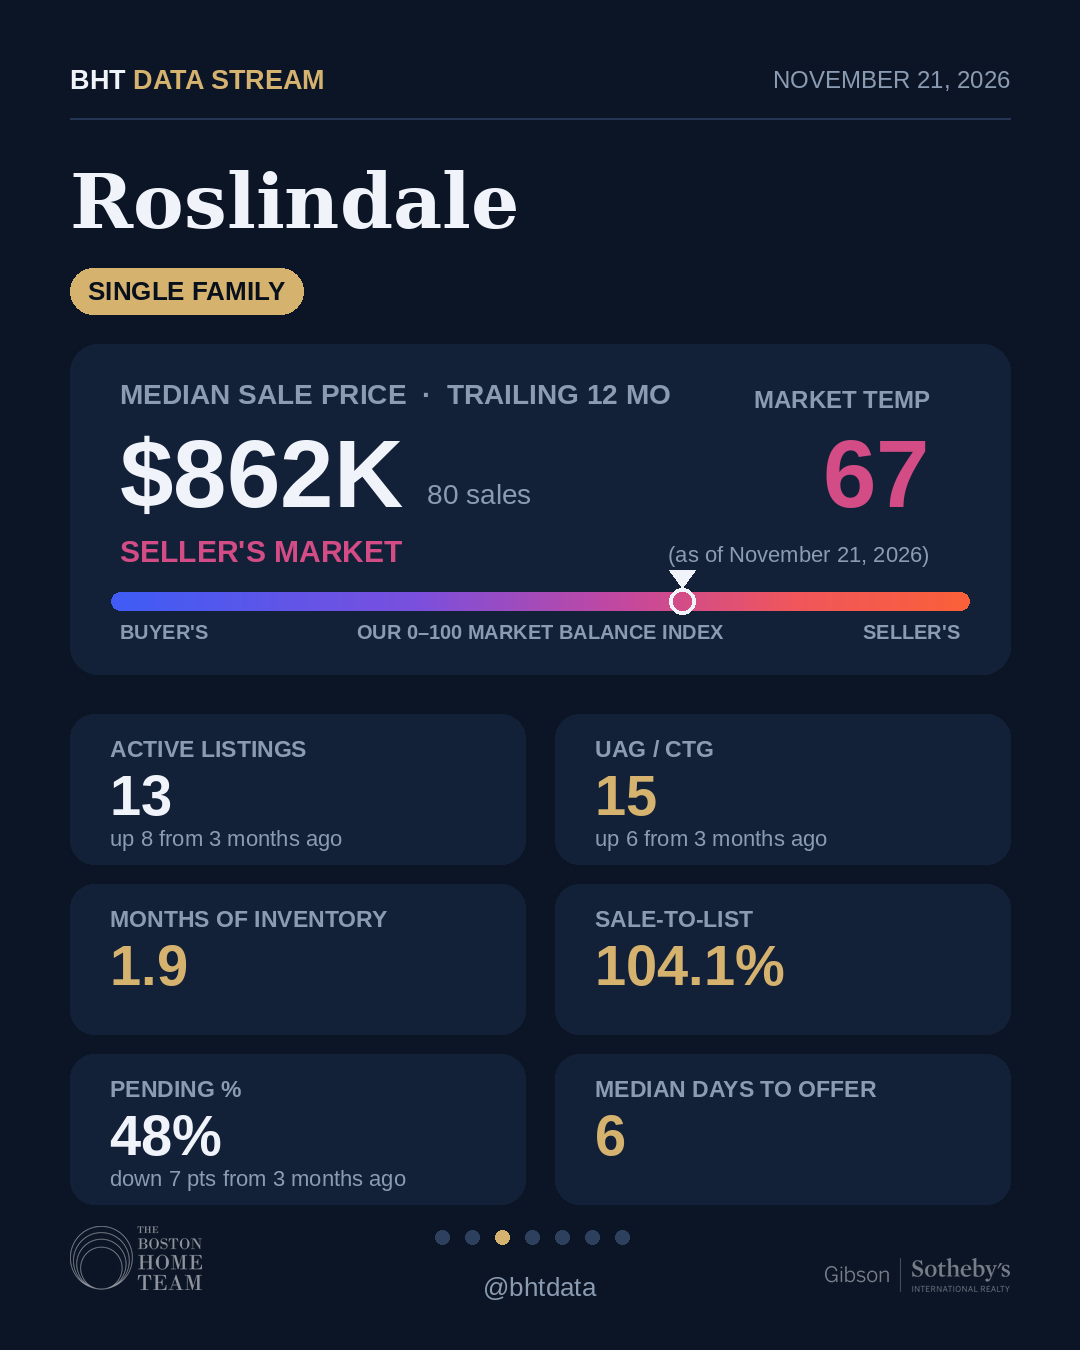 BHT DATA STREAM
NOVEMBER 21, 2026
Roslindale
SINGLE FAMILY
MEDIAN SALE PRICE · TRAILING 12 MO
MARKET TEMP
$862K 80 sales
67
SELLER'S MARKET
(as of November 21, 2026)
BUYER'S
OUR 0–100 MARKET BALANCE INDEX
SELLER'S
ACTIVE LISTINGS
13
up 8 from 3 months ago
UAG / CTG
15
up 6 from 3 months ago
MONTHS OF INVENTORY
1.9
SALE-TO-LIST
104.1%
PENDING %
48%
down 7 pts from 3 months ago
MEDIAN DAYS TO OFFER
6
THE
BOSTON
HOME
TEAM
@bhtdata
Gibson
Sotheby's
INTERNATIONAL REALTY